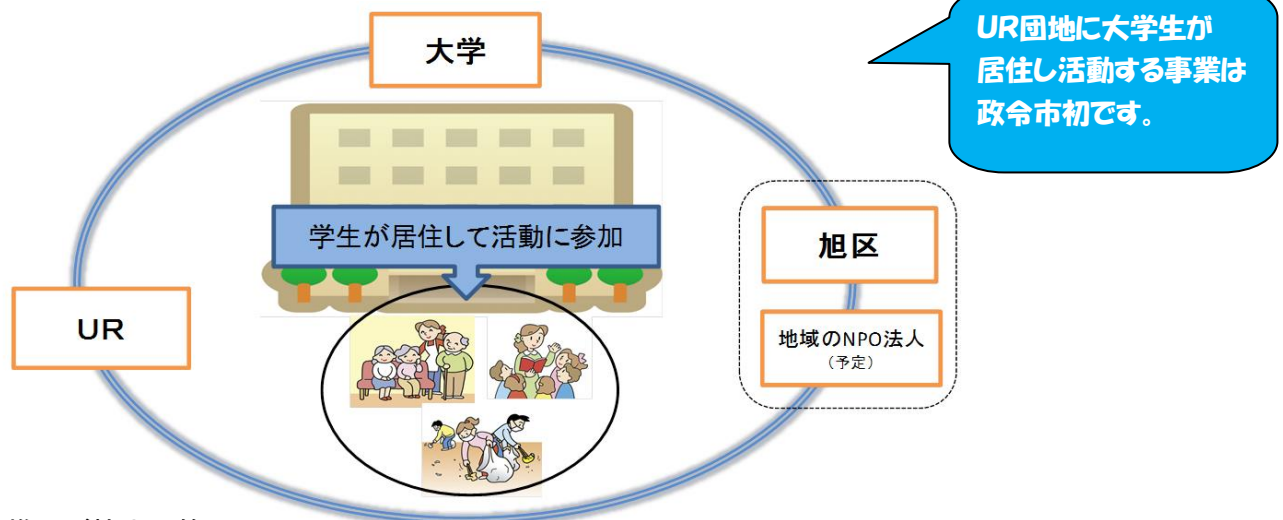 大学
UR団地に大学生が
居住し活動する事業は
政令市初です。
学生が居住して活動に参加
旭区
UR
地域のNPO法人
(予定)